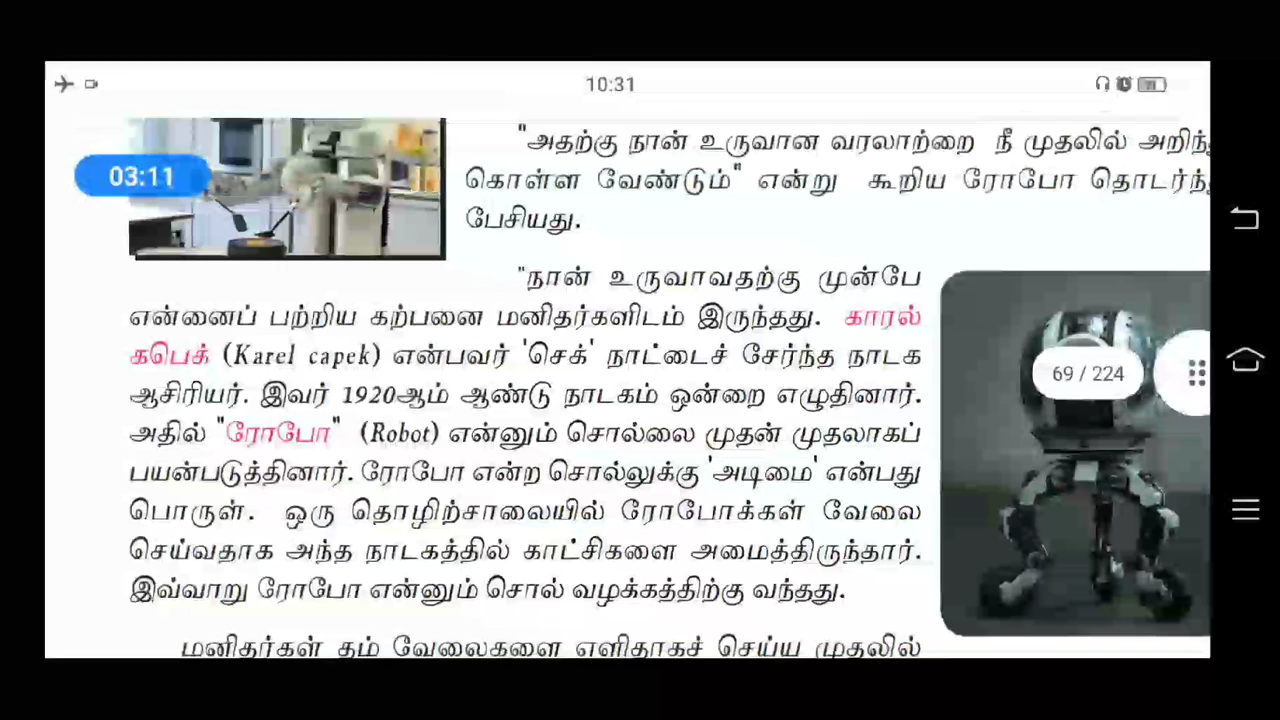 10:31
"அதற்கு நான் உருவான வரலாற்றை நீ முதலில்
03:11
கொள்ள வேண்டும்" என்று கூறிய ரோபோ
பேசியது.
"நான் உருவாவதற்கு முன்பே
என்னைப் பற்றிய கற்பனை மனிதர்களிடம் இருந்தது. காரல்
கபெக் (Karel capek) என்பவர் 'செக்' நாட்டைச் சேர்ந்த நாடக
69 / 224
ஆசிரியர். இவர் 1920ஆம் ஆண்டு நாடகம் ஒன்றை எழுதினார்.
அதில் "ரோபோ" (Robot) என்னும் சொல்லை முதன் முதலாகப்
பயன்படுத்தினார். ரோபோ என்ற சொல்லுக்கு 'அடிமை' என்பது
பொருள். ஒரு தொழிற்சாலையில் ரோபோக்கள் வேலை
செய்வதாக அந்த நாடகத்தில் காட்சிகளை அமைத்திருந்தார்.
இவ்வாறு ரோபோ என்னும் சொல் வழக்கத்திற்கு வந்தது.
மனிதர்கள் தம் வேலைகளை எளிதாகச் செய்ய முதலில்